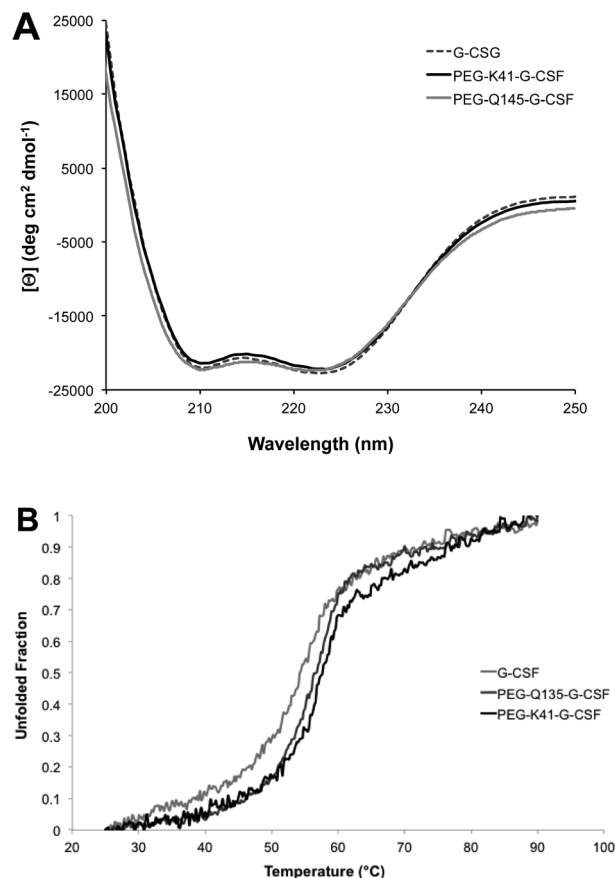 A
25000
15000
5000
-5000
-15000
-25000
[Θ] (deg cm² dmol⁻¹)
G-CSG
PEG-K41-G-CSF
PEG-Q145-G-CSF
200 210 220 230 240 250
Wavelength (nm)
B
1
0.9
0.8
0.7
0.6
0.5
0.4
0.3
0.2
0.1
0
Unfolded Fraction
G-CSF
PEG-Q135-G-CSF
PEG-K41-G-CSF
20 30 40 50 60 70 80 90 100
Temperature (°C)